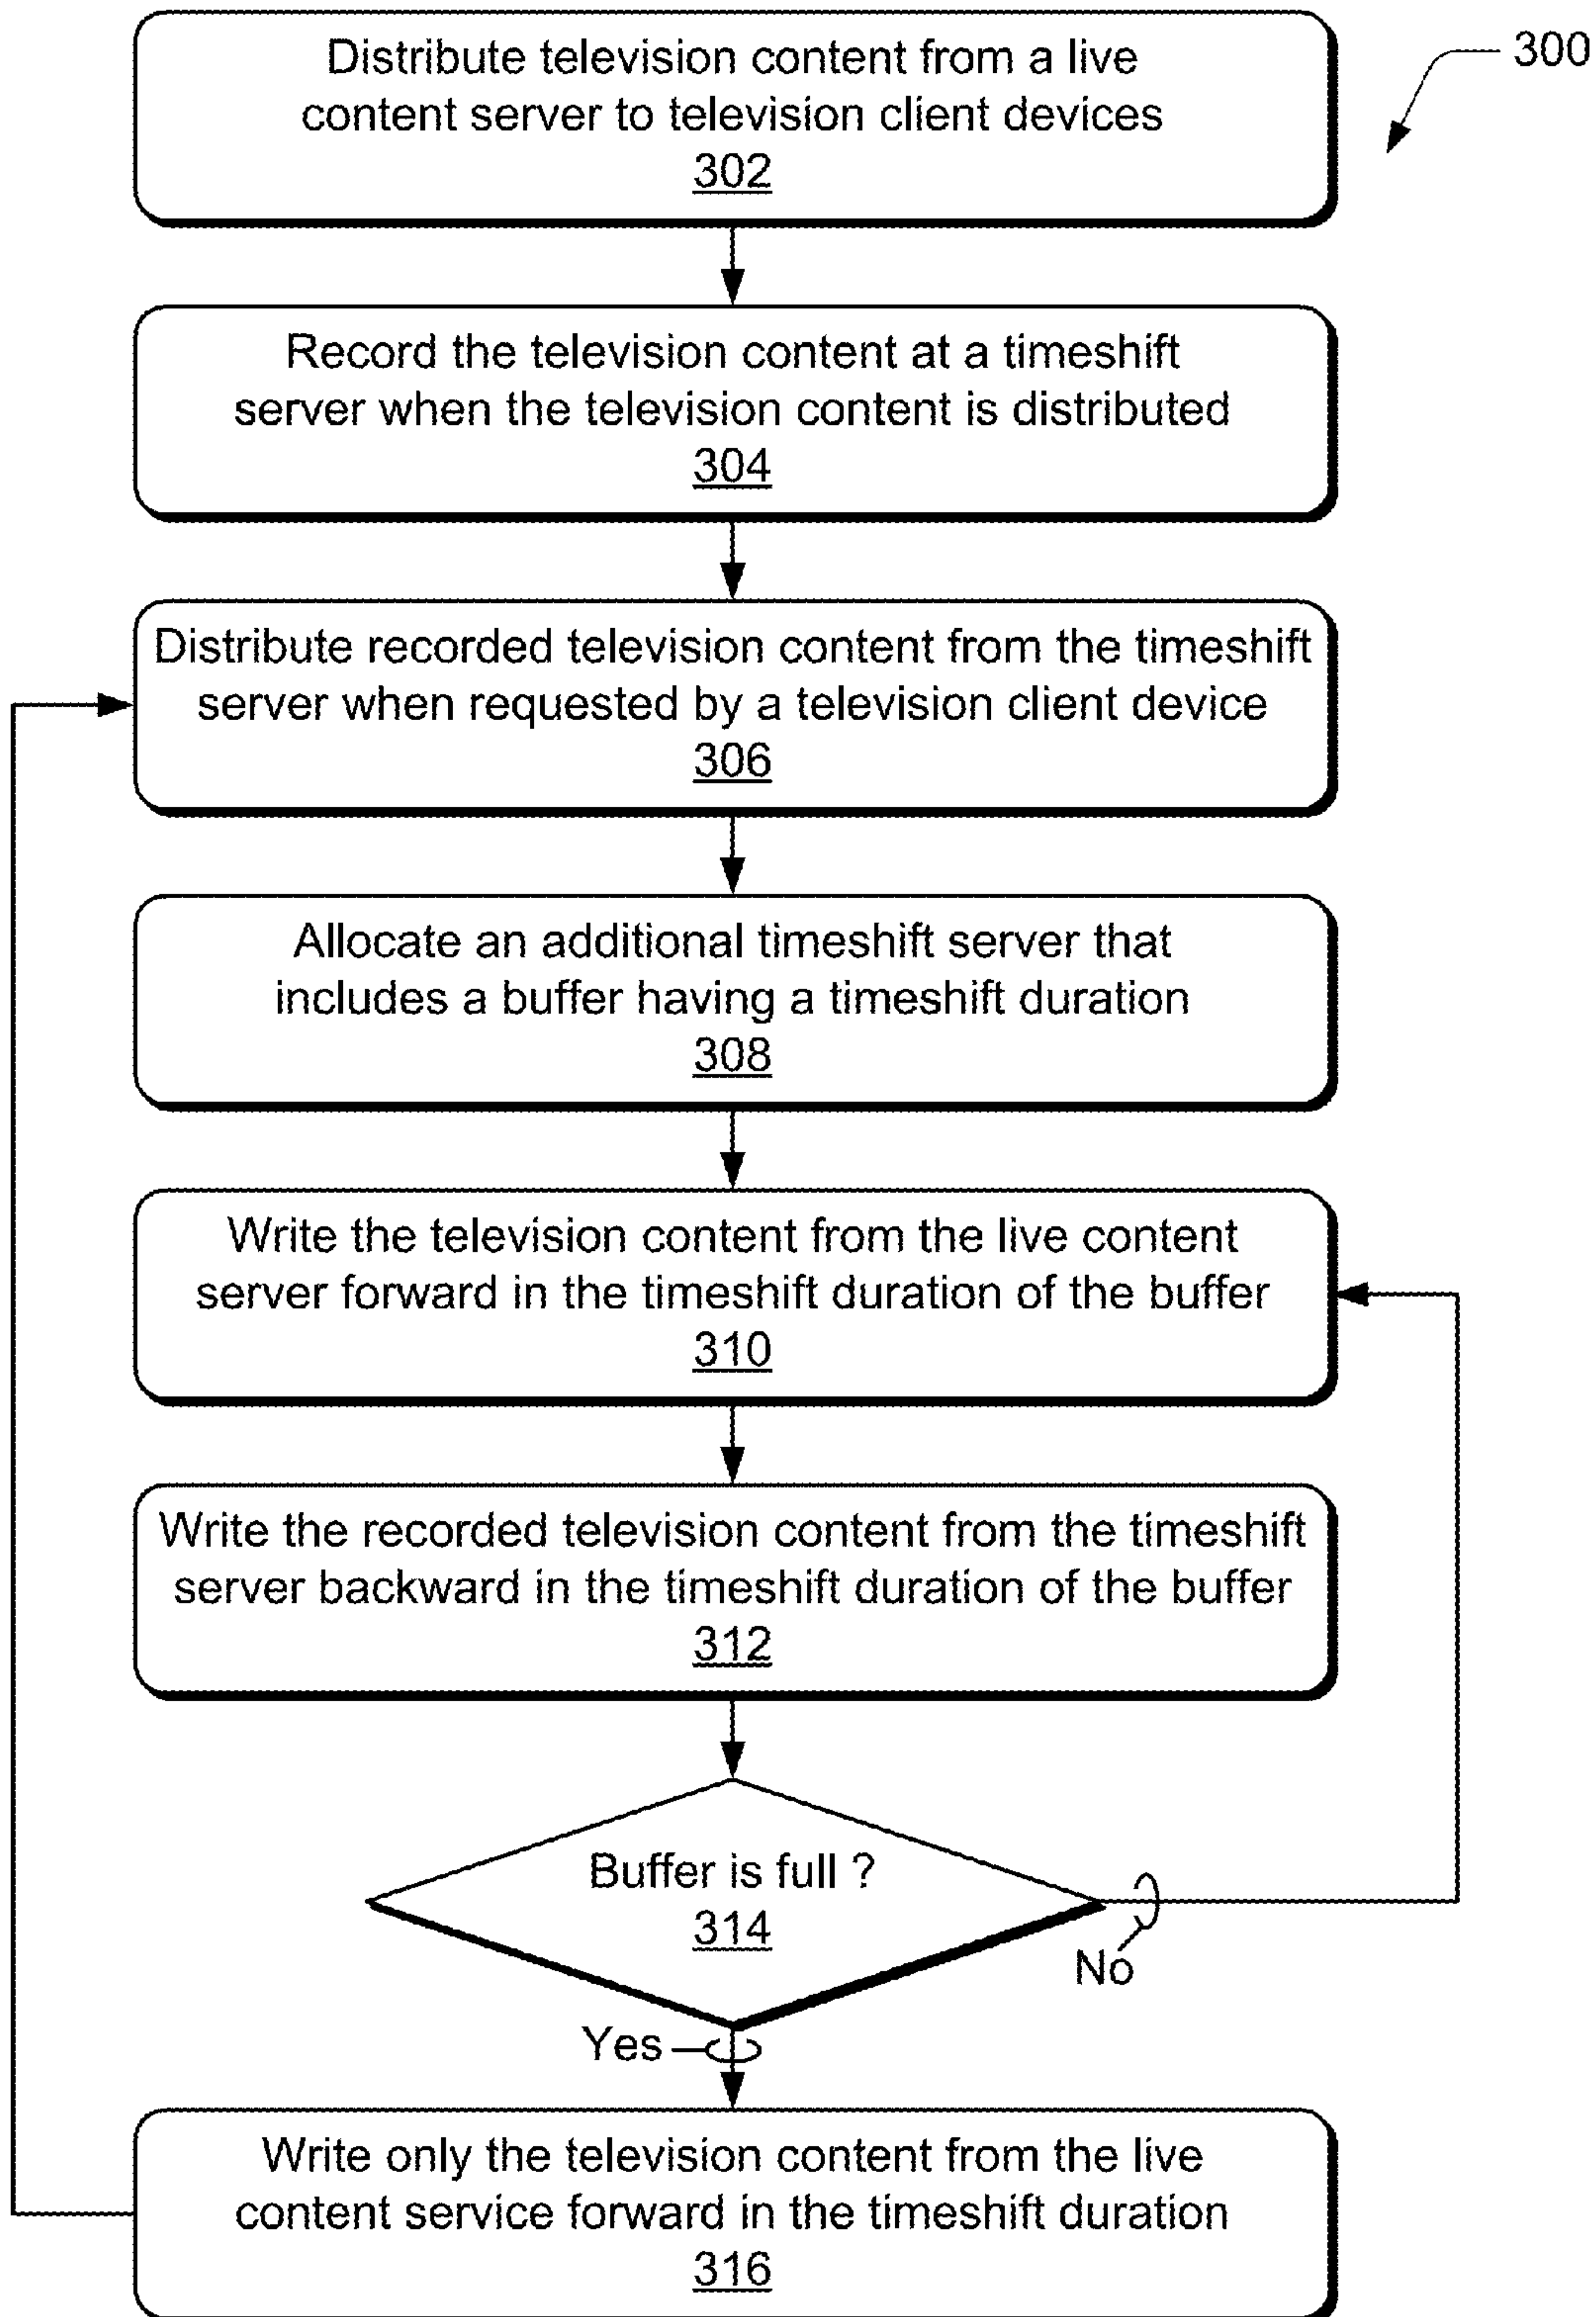 Distribute television content from a live
content server to television client devices
302
300
Record the television content at a timeshift
server when the television content is distributed
304
Distribute recorded television content from the timeshift
server when requested by a television client device
306
Allocate an additional timeshift server that
includes a buffer having a timeshift duration
308
Write the television content from the live content
server forward in the timeshift duration of the buffer
310
Write the recorded television content from the timeshift
server backward in the timeshift duration of the buffer
312
Buffer is full ?
314
No
Yes
Write only the television content from the live
content service forward in the timeshift duration
316